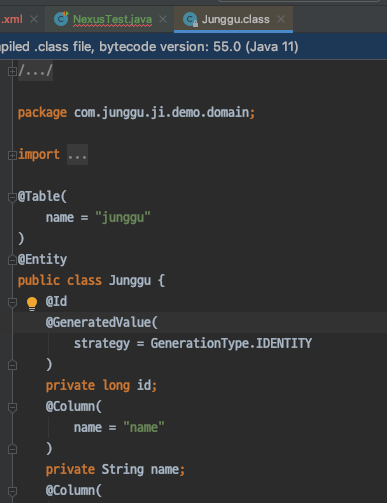 .xml
NexusTest.java
Junggu.class
piled .class file, bytecode version: 55.0 (Java 11)
/.../
package com.junggu.ji.demo.domain;
import ...
@Table(
name = "junggu"
)
@Entity
public class Junggu {
@Id
@GeneratedValue(
strategy = GenerationType.IDENTITY
)
private long id;
@Column(
name = "name"
)
private String name;
@Column(